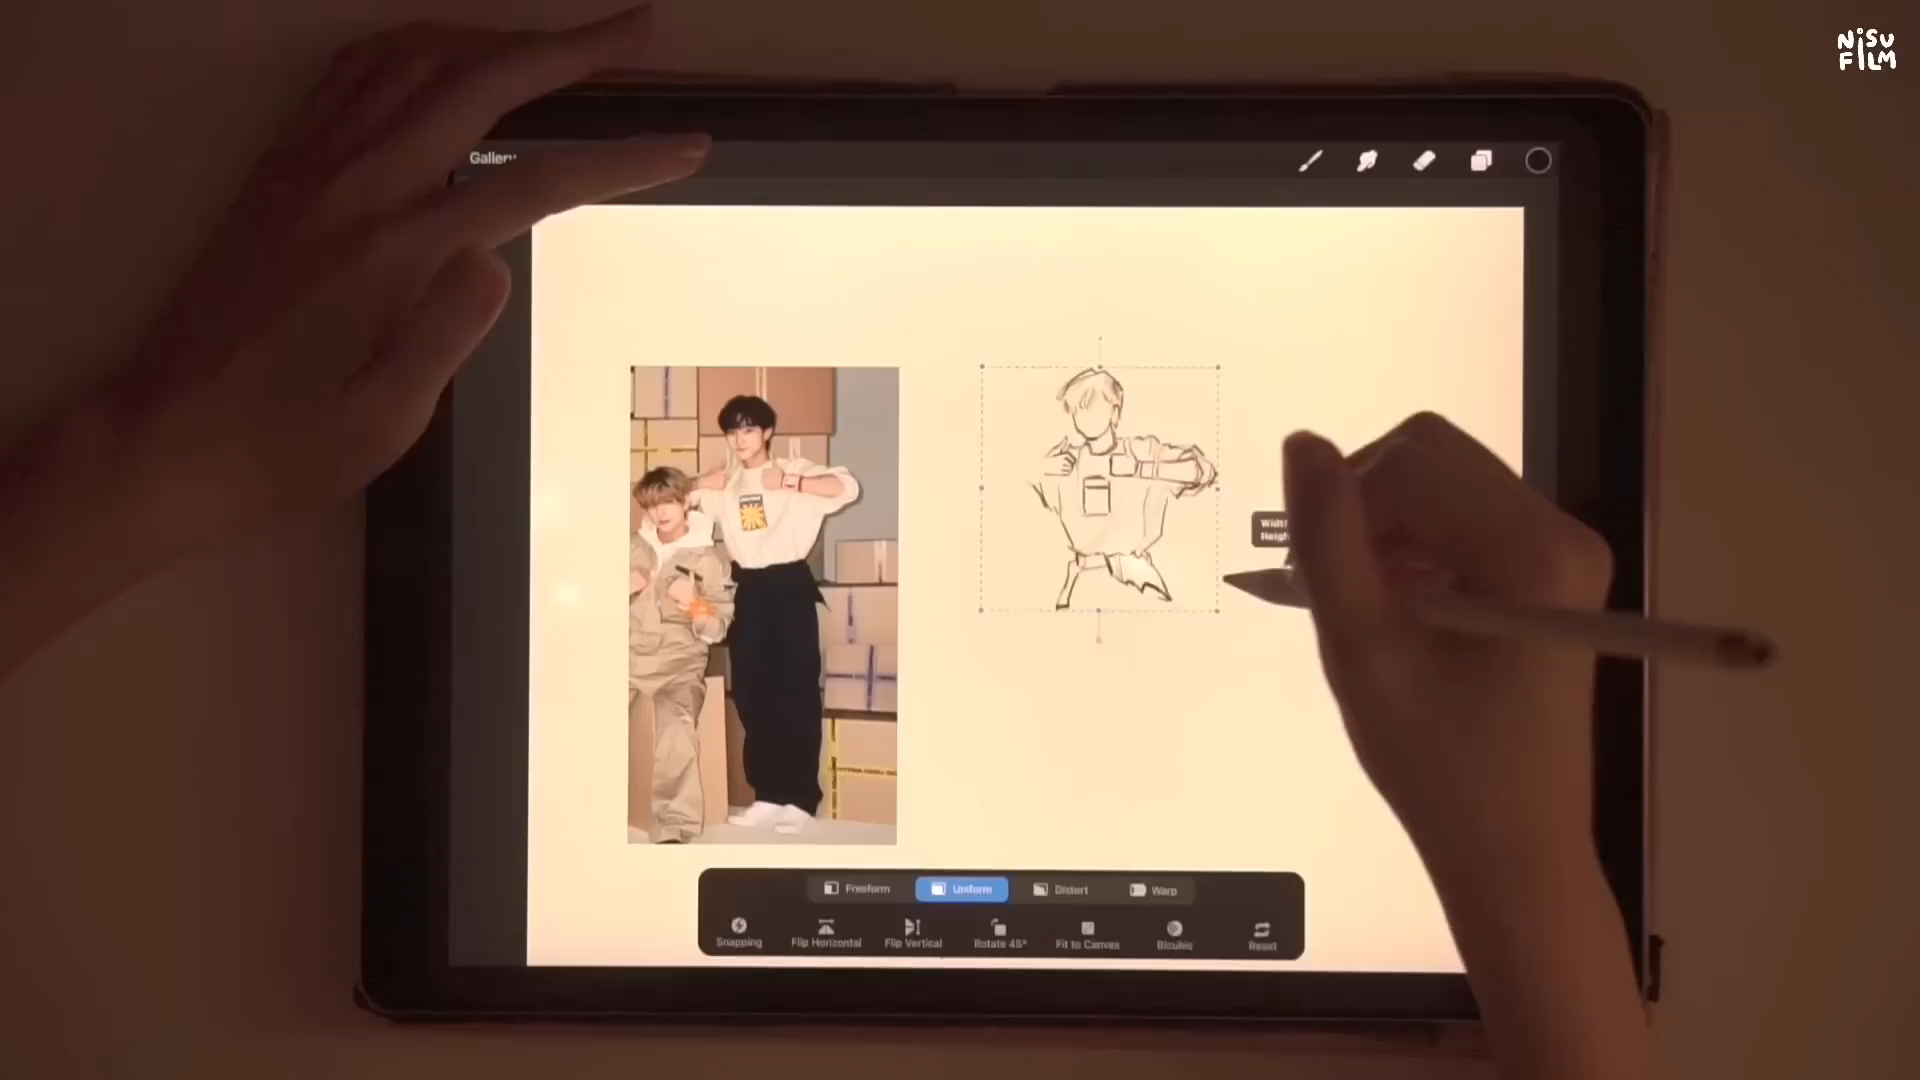 NiSU
FILM
Gallery
Freeform
Uniform
Distort
Warp
Snapping
Flip Horizontal
Flip Vertical
Rotate 45°
Fit to Canvas
Bicubic
Reset